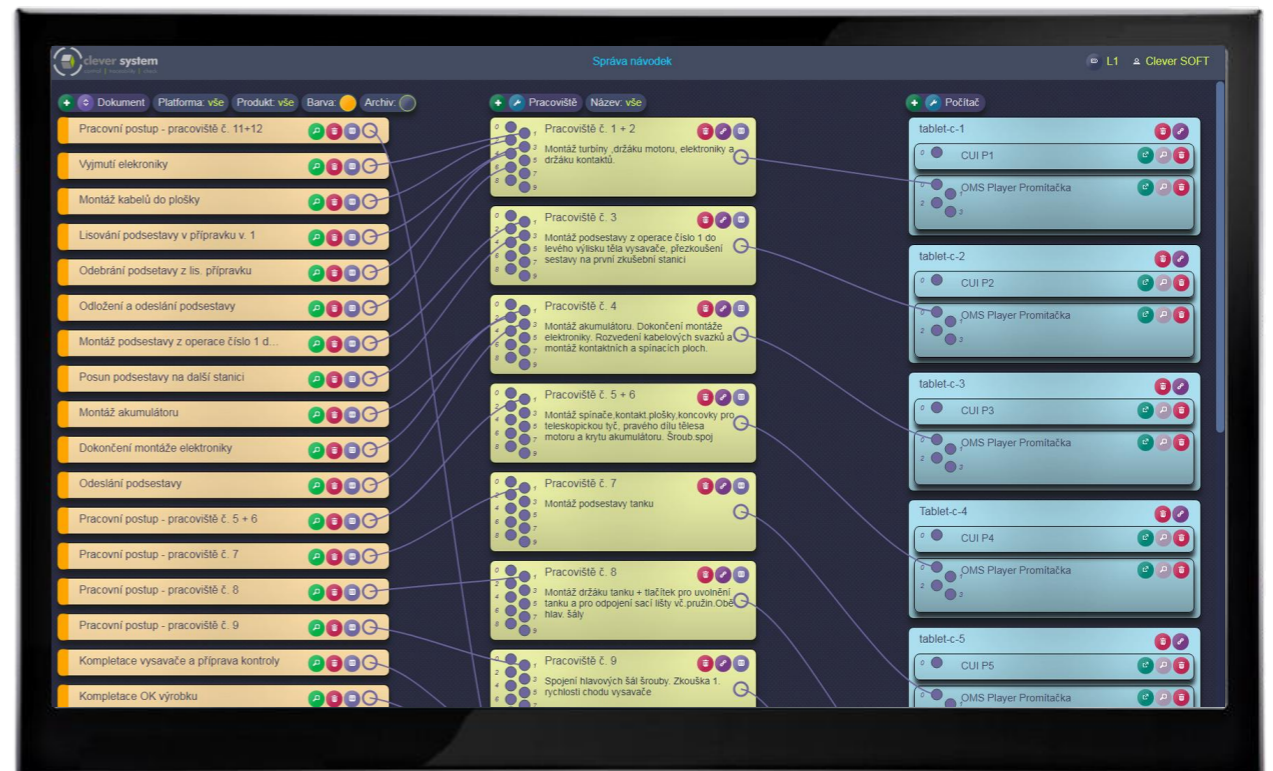 clever system
Správa návodek
L1
Clever SOFT
Dokument
Platforma: vše
Produkt: vše
Barva:
Archiv:
Pracovní postup - pracoviště č. 11+12
Vyjmutí elekroniky
Montáž kabelů do plošky
Lisování podsestavy v přípravku v. 1
Odebrání podsetavy z lis. přípravku
Odložení a odeslání podsestavy
Montáž podsestavy z operace číslo 1 d...
Posun podsestavy na další stanici
Montáž akumulátoru
Dokončení montáže elektroniky
Odeslání podsestavy
Pracovní postup - pracoviště č. 5 + 6
Pracovní postup - pracoviště č. 7
Pracovní postup - pracoviště č. 8
Pracovní postup - pracoviště č. 9
Kompletace vysavače a příprava kontroly
Kompletace OK výrobku
Pracoviště
Název: vše
Pracoviště č. 1 + 2
Montáž turbíny ,držáku motoru, elektroniky a
držáku kontaktů.
Pracoviště č. 3
Montáž podsestavy z operace číslo 1 do
levého výlisku těla vysavače, přezkoušení
sestavy na první zkušební stanici
Pracoviště č. 4
Montáž akumulátoru. Dokončení montáže
elektroniky. Rozvedení kabelových svazků a
montáž kontaktních a spínacích ploch.
Pracoviště č. 5 + 6
Montáž spínače,kontakt.plošky,koncovky pro
teleskopickou tyč, pravého dílu tělesa
motoru a krytu akumulátoru. Šroub.spoj
Pracoviště č. 7
Montáž podsestavy tanku
Pracoviště č. 8
Montáž držáku tanku + tlačítek pro uvolnění
tanku a pro odpojení sací lišty vč.pružin.Obě
hlav. šály
Pracoviště č. 9
Spojení hlavových šál šrouby. Zkouška 1.
rychlosti chodu vysavače
Počítač
tablet-c-1
CUI P1
OMS Player Promítačka
tablet-c-2
CUI P2
OMS Player Promítačka
tablet-c-3
CUI P3
OMS Player Promítačka
Tablet-c-4
CUI P4
OMS Player Promítačka
tablet-c-5
CUI P5
OMS Player Promítačka